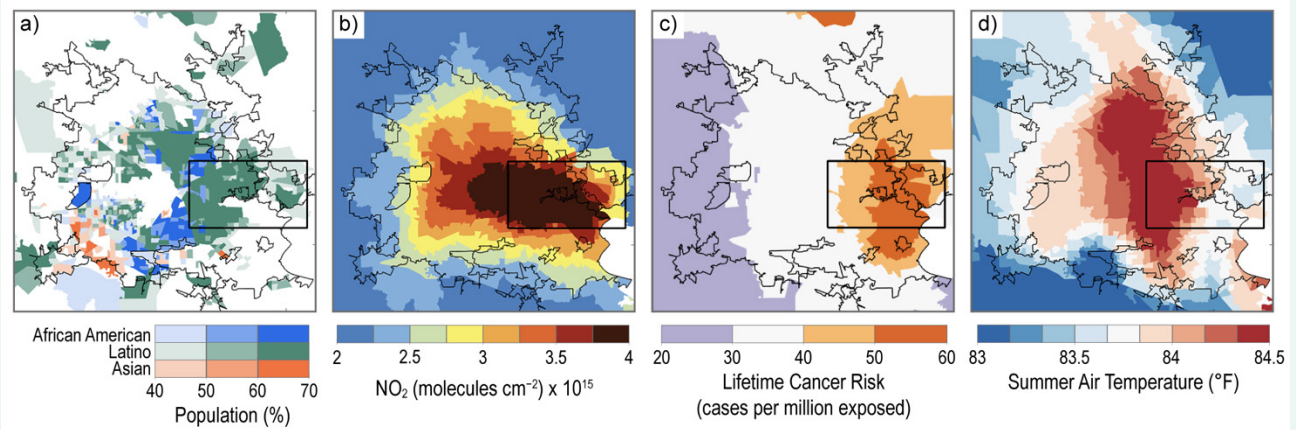 a)
b)
c)
d)
African American
Latino
Asian
40 50 60 70
Population (%)
2 2.5 3 3.5 4
NO₂ (molecules cm⁻²) x 10¹⁵
20 30 40 50 60
Lifetime Cancer Risk
(cases per million exposed)
83 83.5 84 84.5
Summer Air Temperature (°F)